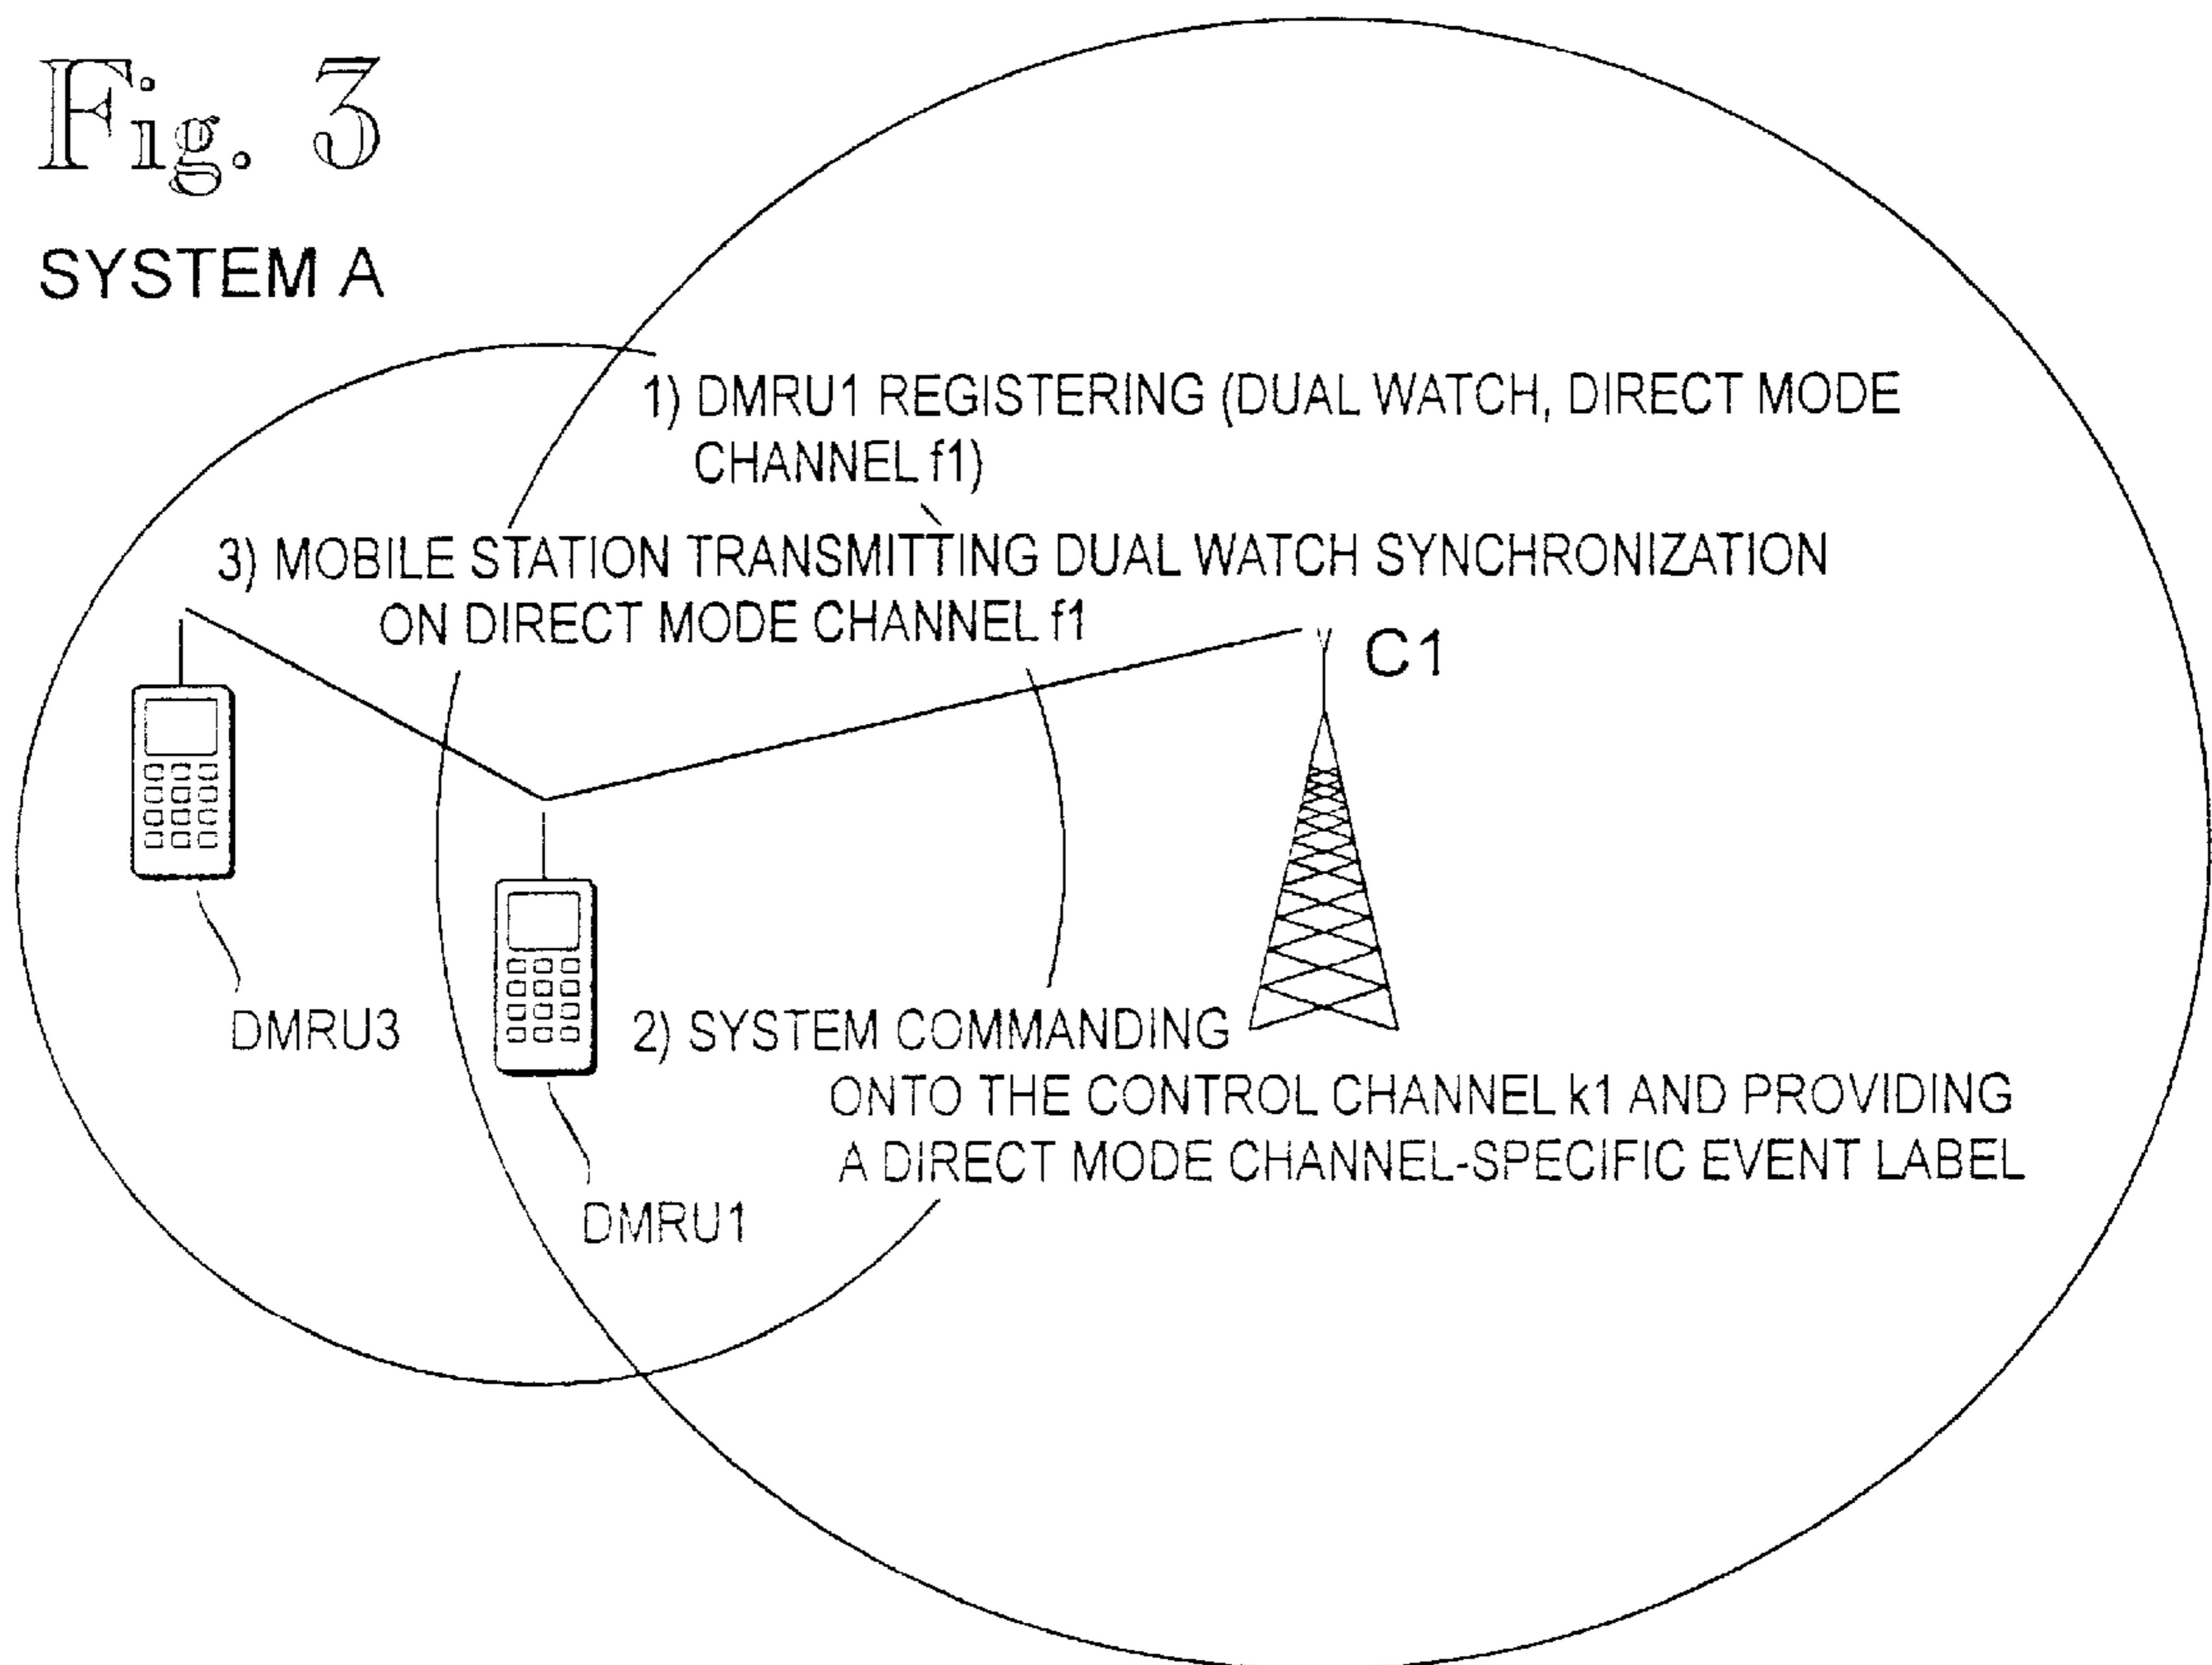 Fig. 3
SYSTEM A
1) DMRU1 REGISTERING (DUAL WATCH, DIRECT MODE
CHANNEL f1)
3) MOBILE STATION TRANSMITTING DUAL WATCH SYNCHRONIZATION
ON DIRECT MODE CHANNEL f1
C1
DMRU3
2) SYSTEM COMMANDING
ONTO THE CONTROL CHANNEL k1 AND PROVIDING
A DIRECT MODE CHANNEL-SPECIFIC EVENT LABEL
DMRU1